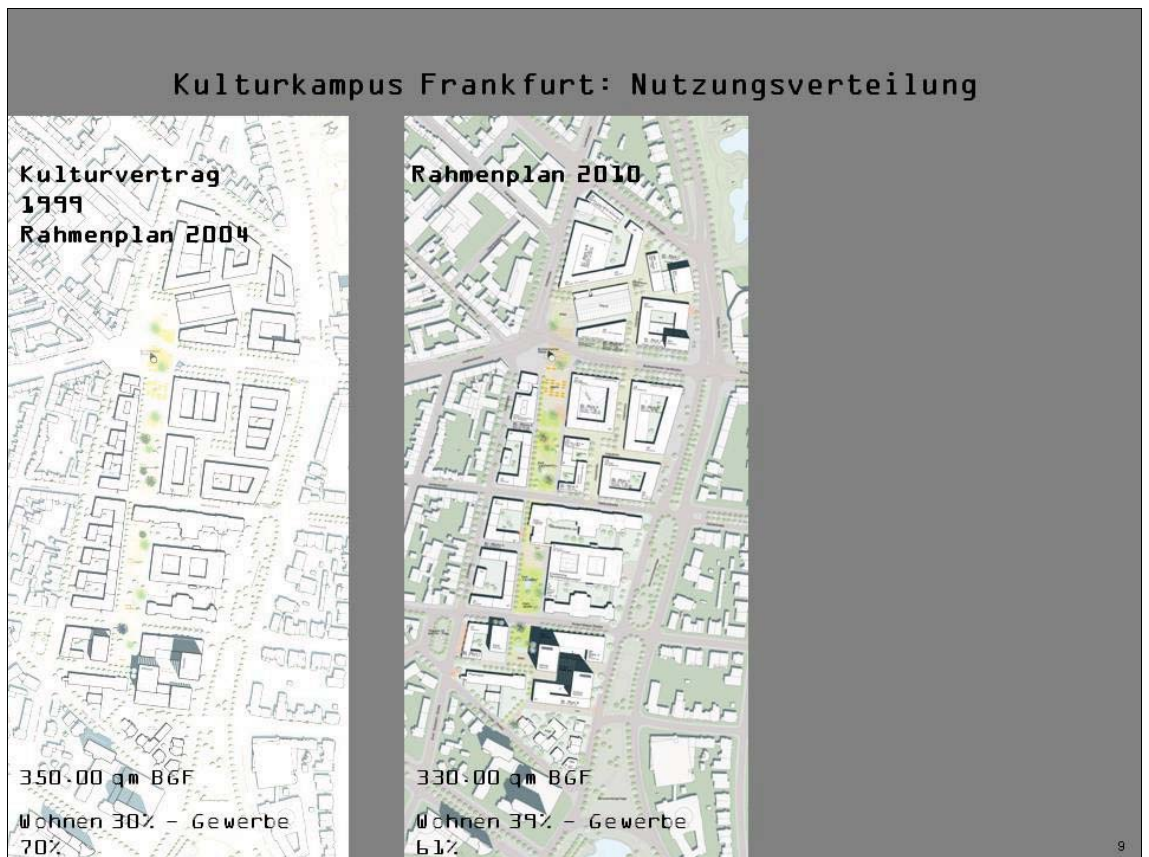 Kulturkampus Frankfurt: Nutzungsverteilung
Kulturvertrag
1999
Rahmenplan 2004
350.00 qm BGF
Wohnen 30% - Gewerbe
70%
Rahmenplan 2010
330.00 qm BGF
Wohnen 39% - Gewerbe
61%
9